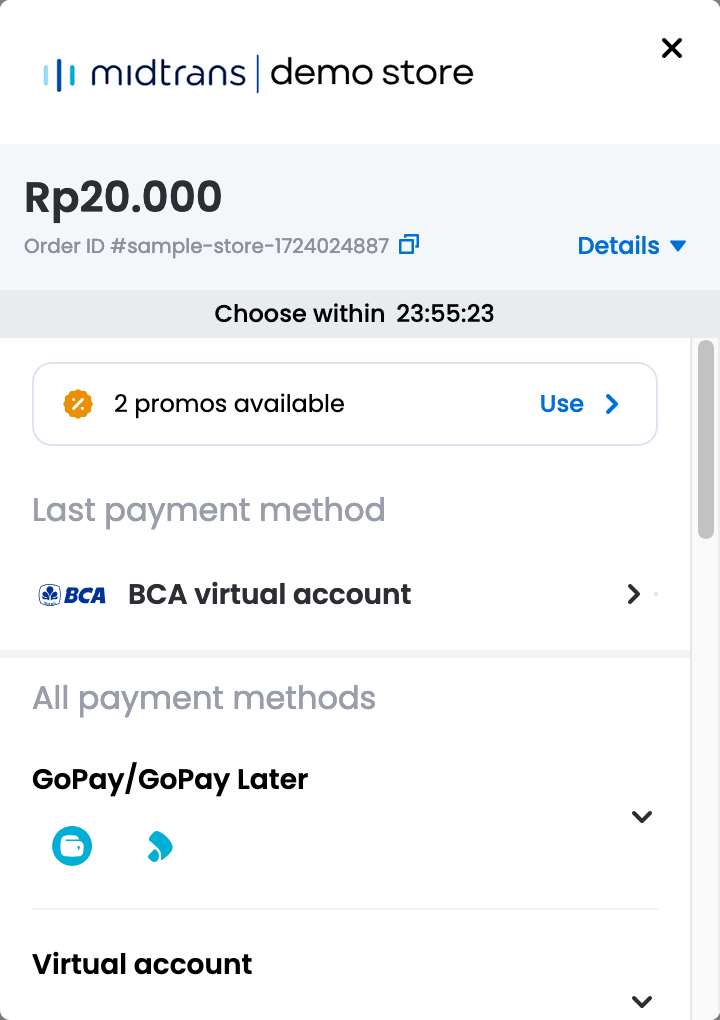 midtrans | demo store
Rp20.000
Order ID #sample-store-1724024887
Details
Choose within 23:55:23
2 promos available
Use
Last payment method
BCA
BCA virtual account
All payment methods
GoPay/GoPay Later
Virtual account